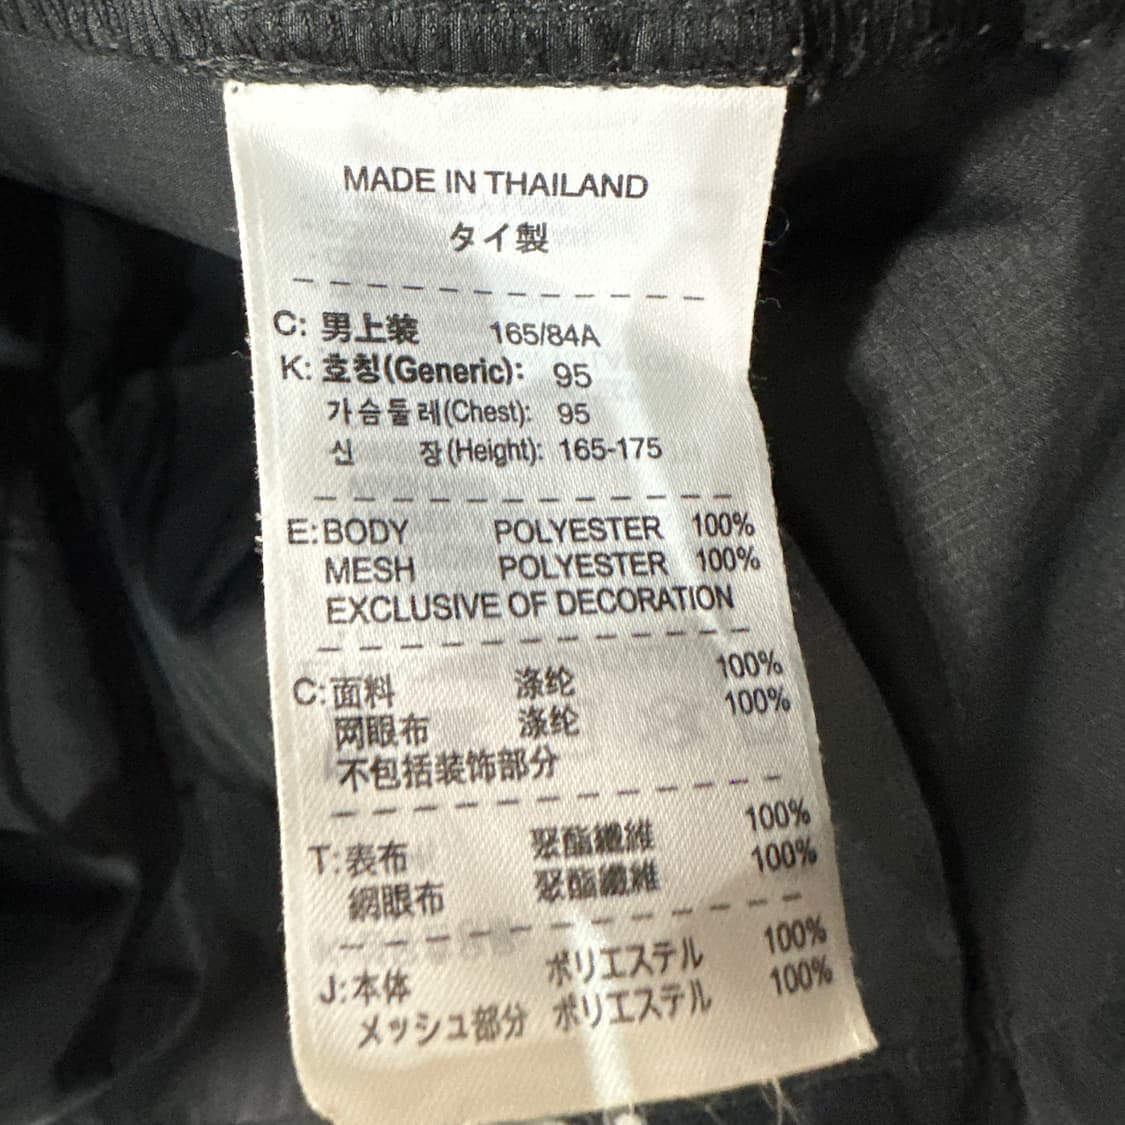 MADE IN THAILAND
タイ製
C: 男上装 165/84A
K: 호칭(Generic): 95
가슴둘레(Chest): 95
신 장(Height): 165-175
E: BODY POLYESTER 100%
MESH POLYESTER 100%
EXCLUSIVE OF DECORATION
C: 面料 涤纶 100%
网眼布 涤纶 100%
不包括装饰部分
T: 表布 聚酯纖維 100%
網眼布 聚酯纖維 100%
J: 本体 ポリエステル 100%
メッシュ部分 ポリエステル 100%